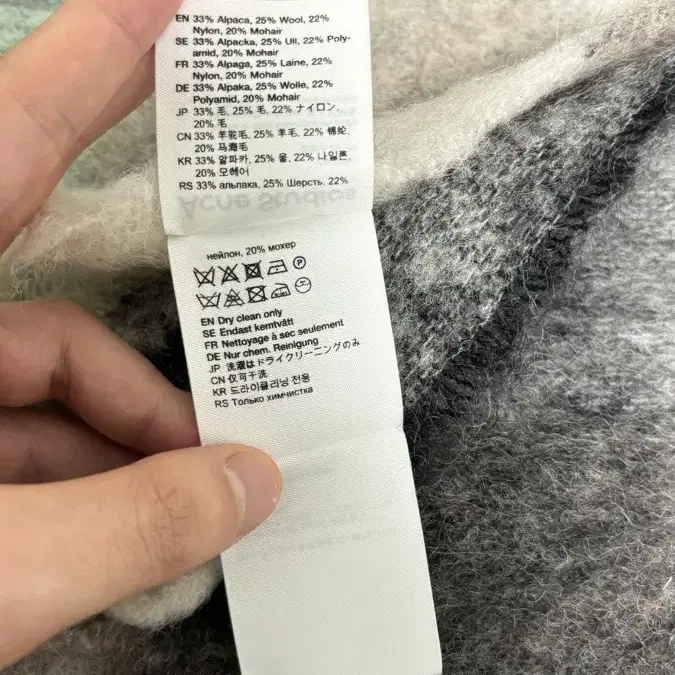 EN 33% Alpaca, 25% Wool, 22%
Nylon, 20% Mohair
SE 33% Alpacka, 25% Ull, 22% Poly-
amid, 20% Mohair
FR 33% Alpaga, 25% Laine, 22%
Nylon, 20% Mohair
DE 33% Alpaka, 25% Wolle, 22%
Polyamid, 20% Mohair
JP 33% 毛, 25% 毛, 22% ナイロン,
20% 毛
CN 33% 羊驼毛, 25% 羊毛, 22% 锦纶,
20% 马海毛
KR 33% 알파카, 25% 울, 22% 나일론,
20% 모헤어
RS 33% альпака, 25% Шерсть, 22%
Acne Studios
нейлон, 20% мохер
P
EN Dry clean only
SE Endast kemtvätt
FR Nettoyage à sec seulement
DE Nur chem. Reinigung
JP 洗濯はドライクリーニングのみ
CN 仅可干洗
KR 드라이클리닝 전용
RS Только химчистка